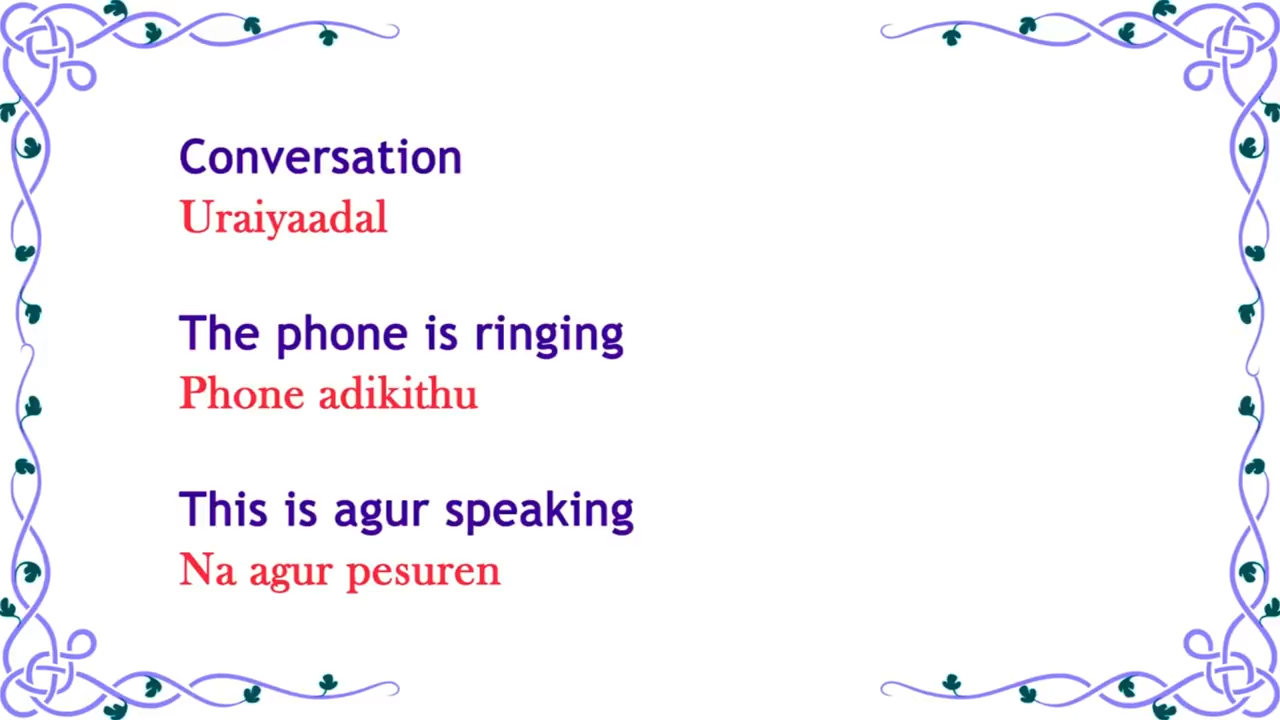 Conversation
Uraiyaadal
The phone is ringing
Phone adikithu
This is agur speaking
Na agur pesuren